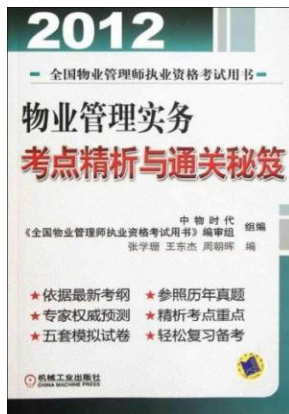 2012
全国物业管理师执业资格考试用书
物业管理实务
考点精析与通关秘笈
中物时代
《全国物业管理师执业资格考试用书》编审组 组编
张学珊 王东杰 周朝晖 编
★依据最新考纲 ★参照历年真题
★专家权威预测 ★精析考点重点
★五套模拟试卷 ★轻松复习备考
机械工业出版社
CHINA MACHINE PRESS